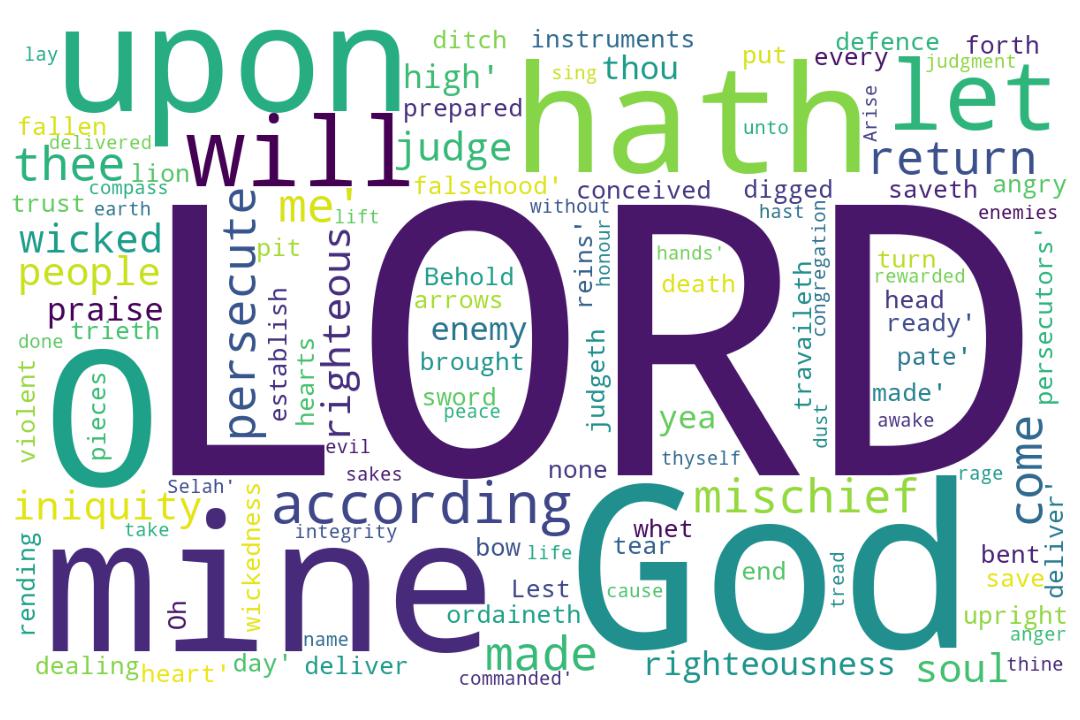 lay upon ditch instruments defence forth
high' sing thou put every judgment
hath let
fallen delivered will prepared unto Arise
thee lion judge return
compass falsehood' conceived digged saveth angry
trust earth me' lift without hast enemies
wicked persecute pit righteous reins' honour LORD congregation
people Behold hands' turn
praise arrows death rewarded
trieth establish enemy head persecutors'
done O hearts brought judgeth travaileth ready'
violent pieces sword yea pate'
peace dust made'
evil thyself awake
Selah' sakes none rage come
iniquity according mischief
take wickedness integrity God whet
rending mine bow life tear bent deliver'
Oh Lest cause end tread save
name ordaineth upright
dealing heart' day' deliver made righteousness soul anger
commanded' thine